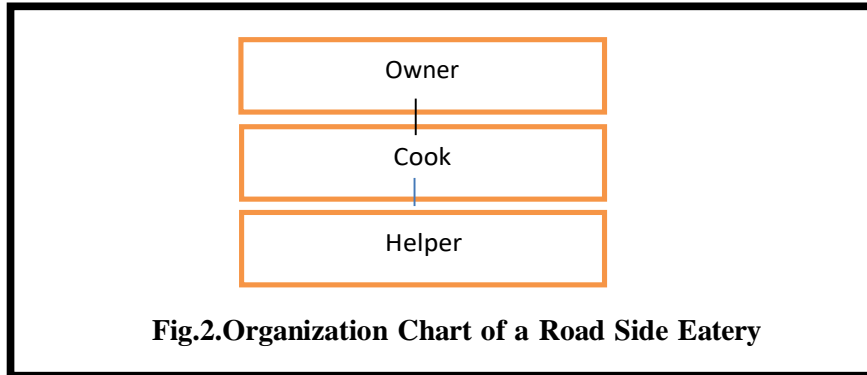 Owner
Cook
Helper
Fig.2.Organization Chart of a Road Side Eatery